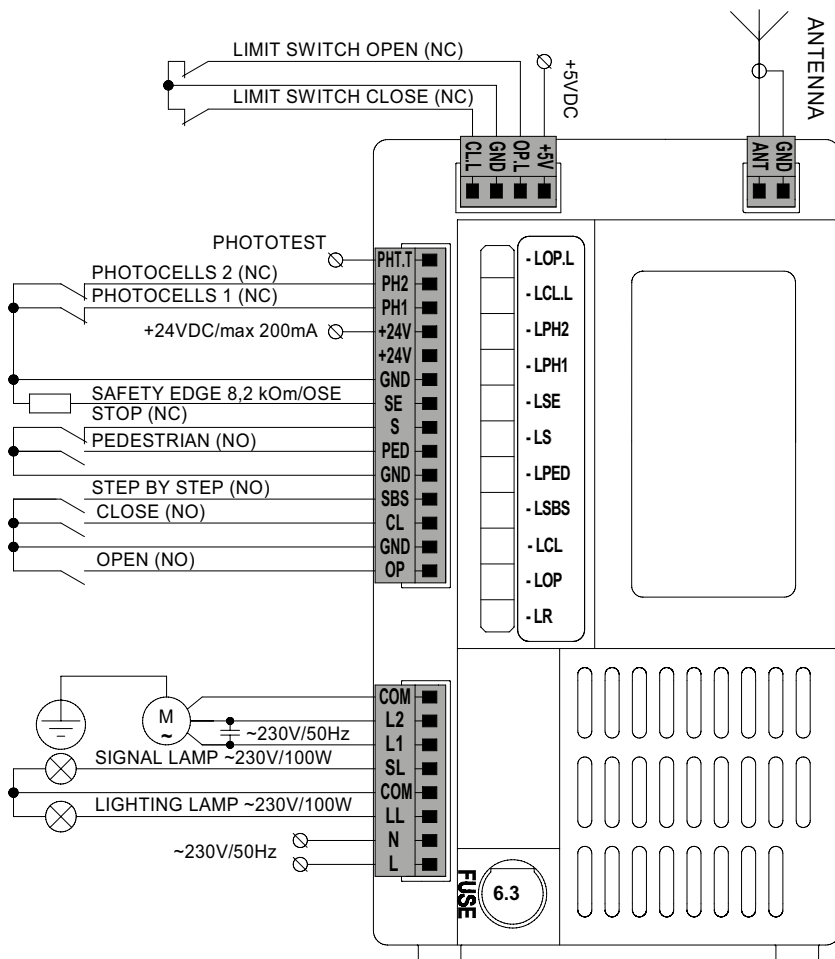 LIMIT SWITCH OPEN (NC)
LIMIT SWITCH CLOSE (NC)
+5VDC
ANTENNA
CL.L
GND
OP.L
+5V
ANT
GND
PHOTOTEST
PHT.T
PHOTOCELLS 2 (NC)
PH2
PHOTOCELLS 1 (NC)
PH1
+24VDC/max 200mA
+24V
+24V
GND
SAFETY EDGE 8,2 kOm/OSE
SE
STOP (NC)
S
PEDESTRIAN (NO)
PED
GND
STEP BY STEP (NO)
SBS
CLOSE (NO)
CL
GND
OPEN (NO)
OP
- LOP.L
- LCL.L
- LPH2
- LPH1
- LSE
- LS
- LPED
- LSBS
- LCL
- LOP
- LR
COM
M
~
L2
~230V/50Hz
L1
SIGNAL LAMP ~230V/100W
SL
COM
LIGHTING LAMP ~230V/100W
LL
N
~230V/50Hz
L
FUSE
6.3